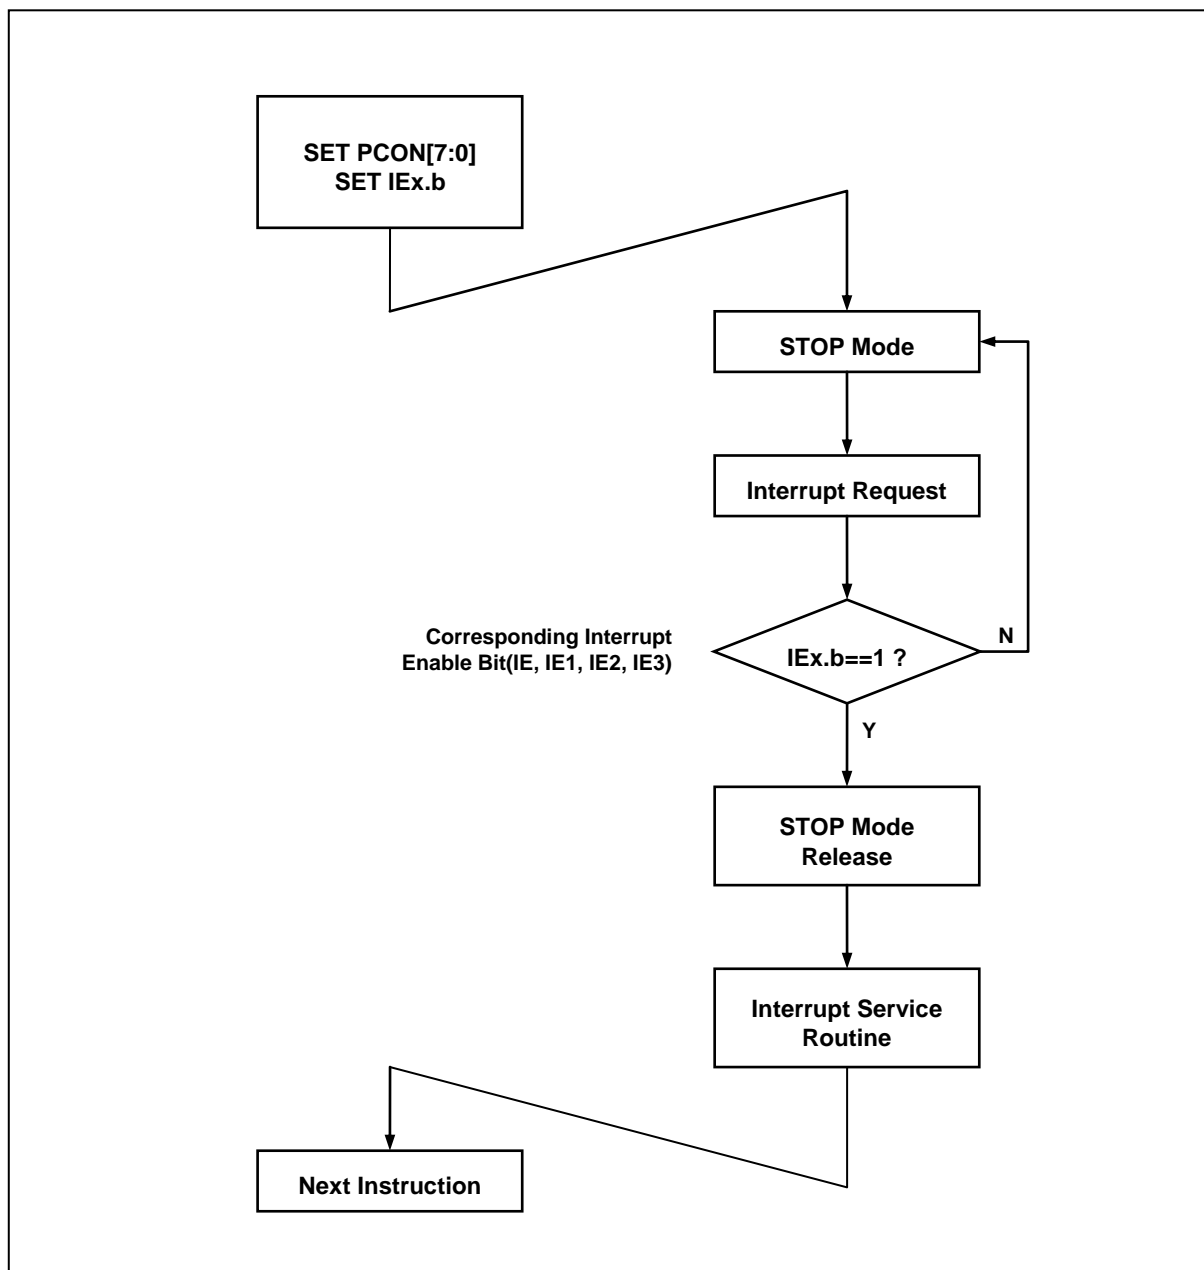 SET PCON[7:0]
SET IEx.b
STOP Mode
Interrupt Request
Corresponding Interrupt
Enable Bit(IE, IE1, IE2, IE3)
IEx.b==1 ?
N
Y
STOP Mode
Release
Interrupt Service
Routine
Next Instruction